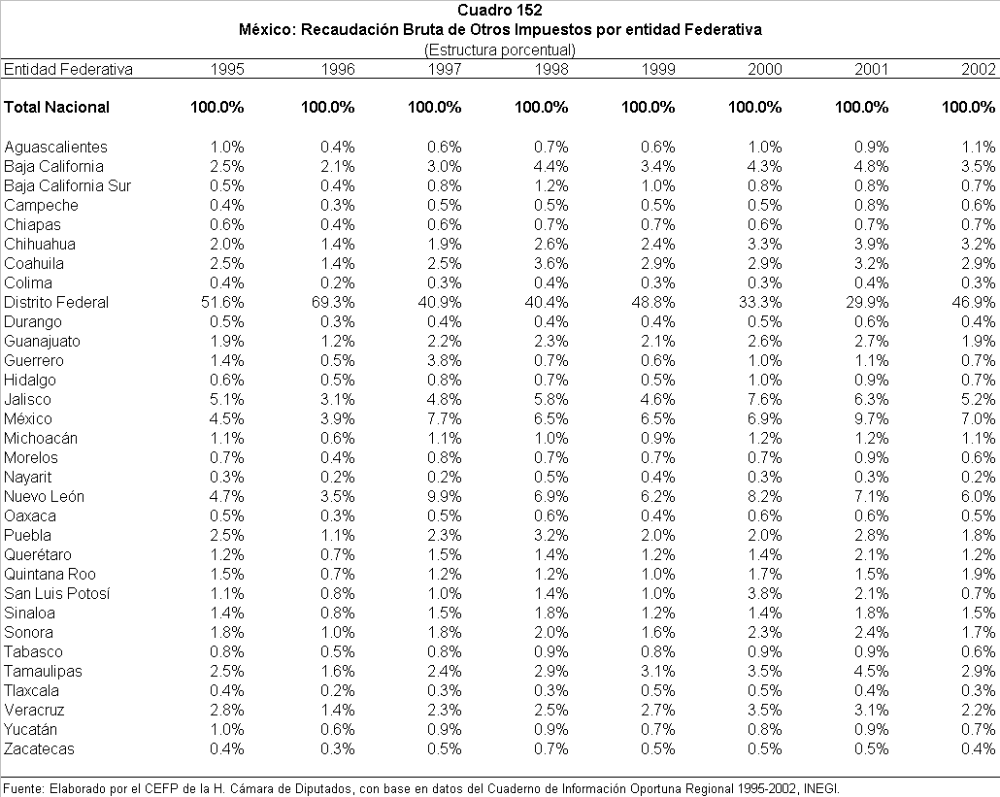 Cuadro 152
México: Recaudación Bruta de Otros Impuestos por entidad Federativa
(Estructura porcentual)
Entidad Federativa 1995 1996 1997 1998 1999 2000 2001 2002
Total Nacional 100.0% 100.0% 100.0% 100.0% 100.0% 100.0% 100.0% 100.0%
Aguascalientes 1.0% 0.4% 0.6% 0.7% 0.6% 1.0% 0.9% 1.1%
Baja California 2.5% 2.1% 3.0% 4.4% 3.4% 4.3% 4.8% 3.5%
Baja California Sur 0.5% 0.4% 0.8% 1.2% 1.0% 0.8% 0.8% 0.7%
Campeche 0.4% 0.3% 0.5% 0.5% 0.5% 0.5% 0.8% 0.6%
Chiapas 0.6% 0.4% 0.6% 0.7% 0.7% 0.6% 0.7% 0.7%
Chihuahua 2.0% 1.4% 1.9% 2.6% 2.4% 3.3% 3.9% 3.2%
Coahuila 2.5% 1.4% 2.5% 3.6% 2.9% 2.9% 3.2% 2.9%
Colima 0.4% 0.2% 0.3% 0.4% 0.3% 0.3% 0.4% 0.3%
Distrito Federal 51.6% 69.3% 40.9% 40.4% 48.8% 33.3% 29.9% 46.9%
Durango 0.5% 0.3% 0.4% 0.4% 0.4% 0.5% 0.6% 0.4%
Guanajuato 1.9% 1.2% 2.2% 2.3% 2.1% 2.6% 2.7% 1.9%
Guerrero 1.4% 0.5% 3.8% 0.7% 0.6% 1.0% 1.1% 0.7%
Hidalgo 0.6% 0.5% 0.8% 0.7% 0.5% 1.0% 0.9% 0.7%
Jalisco 5.1% 3.1% 4.8% 5.8% 4.6% 7.6% 6.3% 5.2%
México 4.5% 3.9% 7.7% 6.5% 6.5% 6.9% 9.7% 7.0%
Michoacán 1.1% 0.6% 1.1% 1.0% 0.9% 1.2% 1.2% 1.1%
Morelos 0.7% 0.4% 0.8% 0.7% 0.7% 0.7% 0.9% 0.6%
Nayarit 0.3% 0.2% 0.2% 0.5% 0.4% 0.3% 0.3% 0.2%
Nuevo León 4.7% 3.5% 9.9% 6.9% 6.2% 8.2% 7.1% 6.0%
Oaxaca 0.5% 0.3% 0.5% 0.6% 0.4% 0.6% 0.6% 0.5%
Puebla 2.5% 1.1% 2.3% 3.2% 2.0% 2.0% 2.8% 1.8%
Querétaro 1.2% 0.7% 1.5% 1.4% 1.2% 1.4% 2.1% 1.2%
Quintana Roo 1.5% 0.7% 1.2% 1.2% 1.0% 1.7% 1.5% 1.9%
San Luis Potosí 1.1% 0.8% 1.0% 1.4% 1.0% 3.8% 2.1% 0.7%
Sinaloa 1.4% 0.8% 1.5% 1.8% 1.2% 1.4% 1.8% 1.5%
Sonora 1.8% 1.0% 1.8% 2.0% 1.6% 2.3% 2.4% 1.7%
Tabasco 0.8% 0.5% 0.8% 0.9% 0.8% 0.9% 0.9% 0.6%
Tamaulipas 2.5% 1.6% 2.4% 2.9% 3.1% 3.5% 4.5% 2.9%
Tlaxcala 0.4% 0.2% 0.3% 0.3% 0.5% 0.5% 0.4% 0.3%
Veracruz 2.8% 1.4% 2.3% 2.5% 2.7% 3.5% 3.1% 2.2%
Yucatán 1.0% 0.6% 0.9% 0.9% 0.7% 0.8% 0.9% 0.7%
Zacatecas 0.4% 0.3% 0.5% 0.7% 0.5% 0.5% 0.5% 0.4%
Fuente: Elaborado por el CEFP de la H. Cámara de Diputados, con base en datos del Cuaderno de Información Oportuna Regional 1995-2002, INEGI.